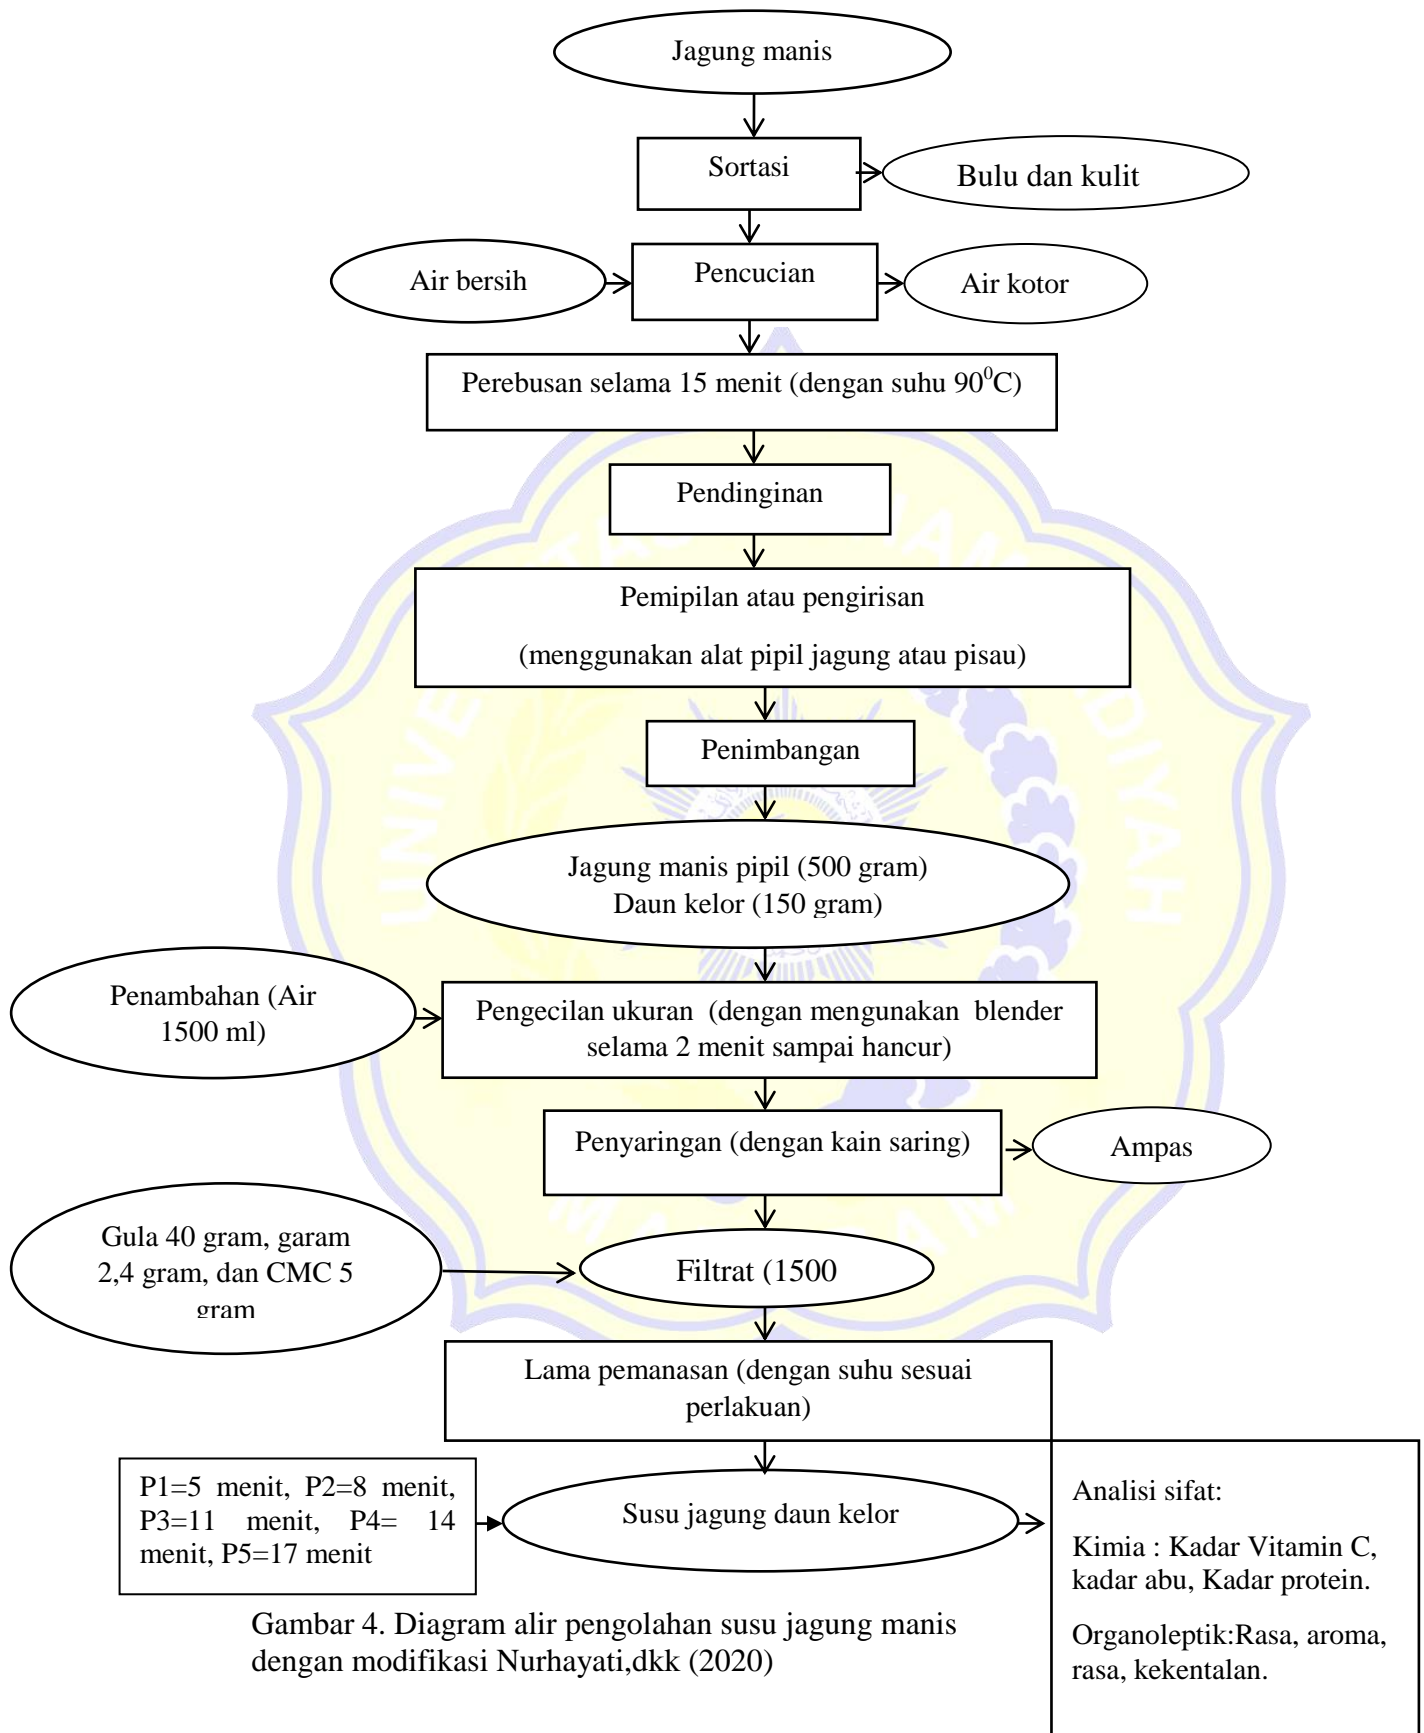 Jagung manis
Sortasi
Bulu dan kulit
Air bersih
Pencucian
Air kotor
Perebusan selama 15 menit (dengan suhu 90⁰C)
Pendinginan
Pemipilan atau pengirisan
(menggunakan alat pipil jagung atau pisau)
Penimbangan
Jagung manis pipil (500 gram)
Daun kelor (150 gram)
Penambahan (Air
1500 ml)
Pengecilan ukuran (dengan mengunakan blender
selama 2 menit sampai hancur)
Penyaringan (dengan kain saring)
Ampas
Gula 40 gram, garam
2,4 gram, dan CMC 5
gram
Filtrat (1500
Lama pemanasan (dengan suhu sesuai
perlakuan)
P1=5 menit, P2=8 menit,
P3=11 menit, P4= 14
menit, P5=17 menit
Susu jagung daun kelor
Analisi sifat:
Kimia : Kadar Vitamin C,
kadar abu, Kadar protein.
Organoleptik:Rasa, aroma,
rasa, kekentalan.
Gambar 4. Diagram alir pengolahan susu jagung manis
dengan modifikasi Nurhayati,dkk (2020)